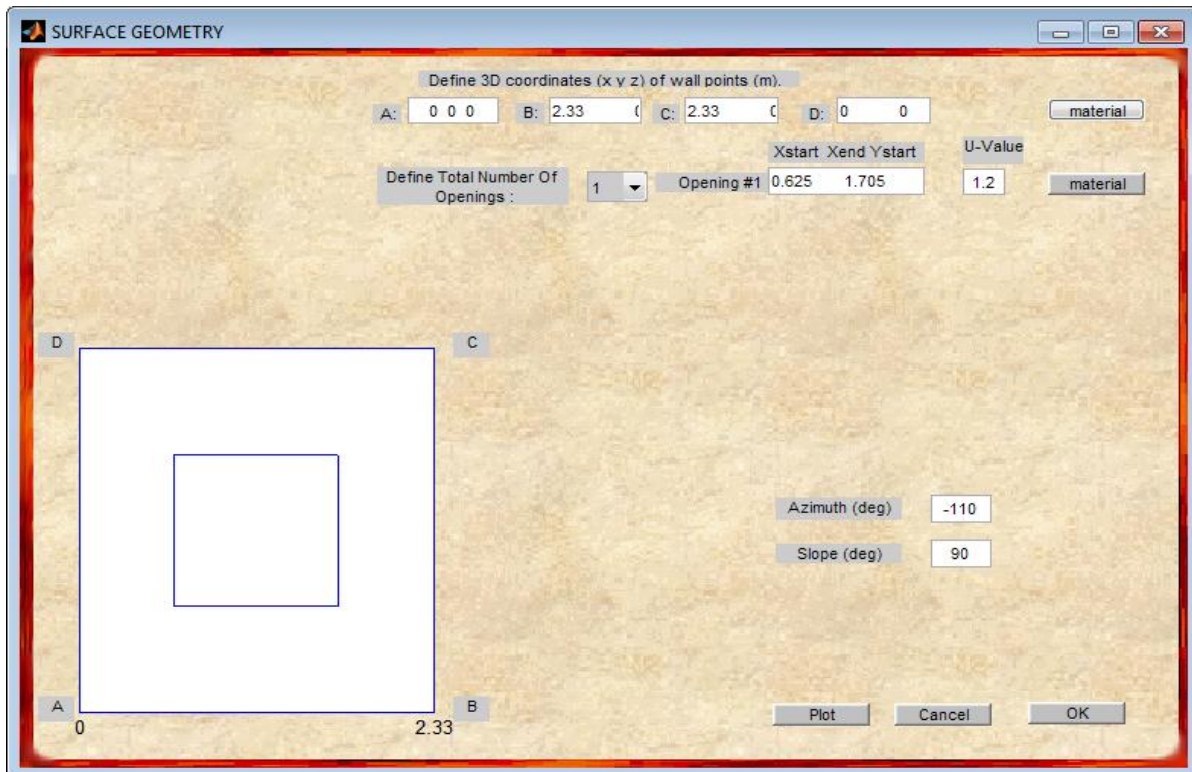 SURFACE GEOMETRY
Define 3D coordinates (x y z) of wall points (m).
A: 0 0 0 B: 2.33 C: 2.33 D: 0 0 material
Xstart Xend Ystart U-Value
Define Total Number Of
Openings :
1 Opening #1 0.625 1.705 1.2 material
D C
Azimuth (deg) -110
Slope (deg) 90
A B
0 2.33
Plot Cancel OK